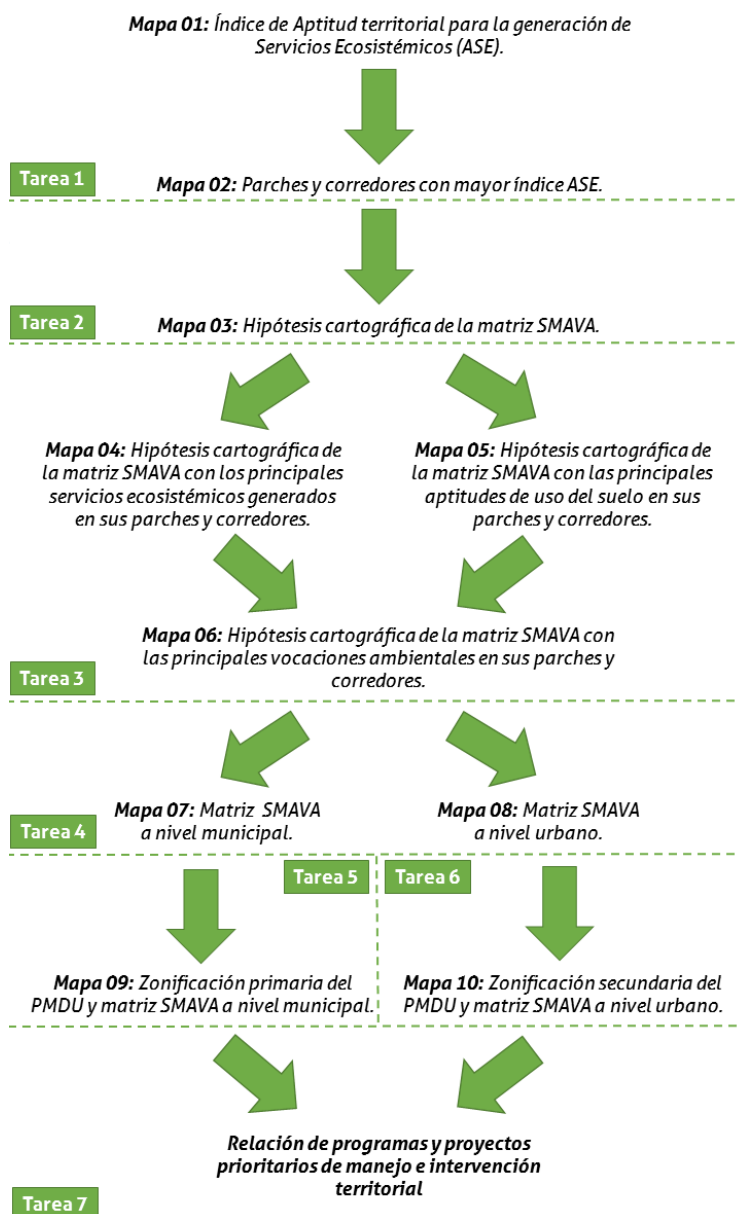 Mapa 01: Índice de Aptitud territorial para la generación de
Servicios Ecosistémicos (ASE).
Tarea 1
Mapa 02: Parches y corredores con mayor índice ASE.
Tarea 2
Mapa 03: Hipótesis cartográfica de la matriz SMAVA.
Mapa 04: Hipótesis cartográfica de
la matriz SMAVA con los principales
servicios ecosistémicos generados
en sus parches y corredores.
Mapa 05: Hipótesis cartográfica de
la matriz SMAVA con las principales
aptitudes de uso del suelo en sus
parches y corredores.
Mapa 06: Hipótesis cartográfica de la matriz SMAVA con
las principales vocaciones ambientales en sus parches y
corredores.
Tarea 3
Mapa 07: Matriz SMAVA
a nivel municipal.
Mapa 08: Matriz SMAVA
a nivel urbano.
Tarea 4
Tarea 5
Tarea 6
Mapa 09: Zonificación primaria del
PMDU y matriz SMAVA a nivel municipal.
Mapa 10: Zonificación secundaria del
PMDU y matriz SMAVA a nivel urbano.
Relación de programas y proyectos
prioritarios de manejo e intervención
territorial
Tarea 7